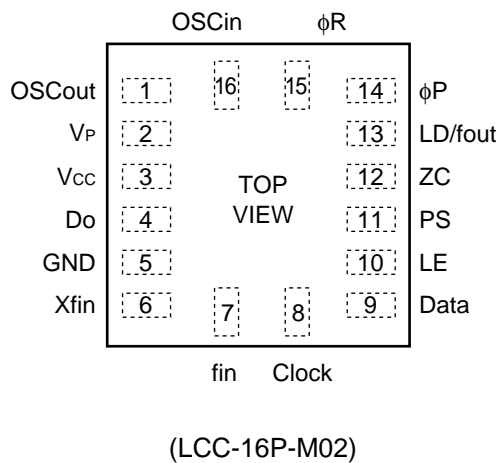 OSCin φR
OSCout 1 16 15 14 φP
VP 2 13 LD/fout
VCC 3 12 ZC
TOP
VIEW
Do 4 11 PS
GND 5 10 LE
Xfin 6 7 8 9 Data
fin Clock
(LCC-16P-M02)